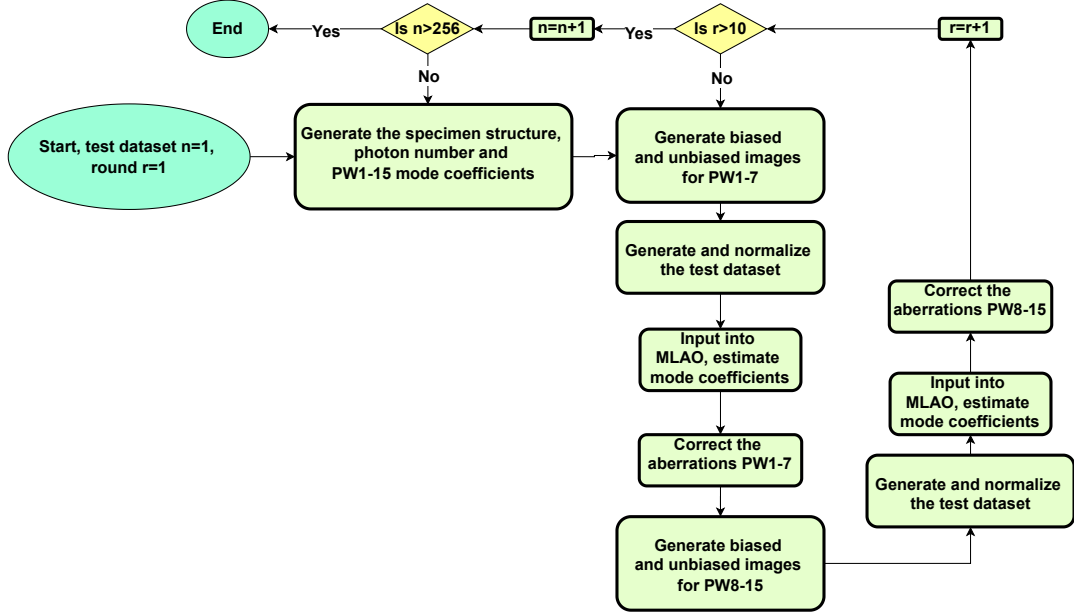 End
Yes
Is n>256
n=n+1
Yes
Is r>10
r=r+1
No
No
Start, test dataset n=1,
round r=1
Generate the specimen structure,
photon number and
PW1-15 mode coefficients
Generate biased
and unbiased images
for PW1-7
Generate and normalize
the test dataset
Input into
MLAO, estimate
mode coefficients
Correct the
aberrations PW1-7
Generate biased
and unbiased images
for PW8-15
Generate and normalize
the test dataset
Input into
MLAO, estimate
mode coefficients
Correct the
aberrations PW8-15